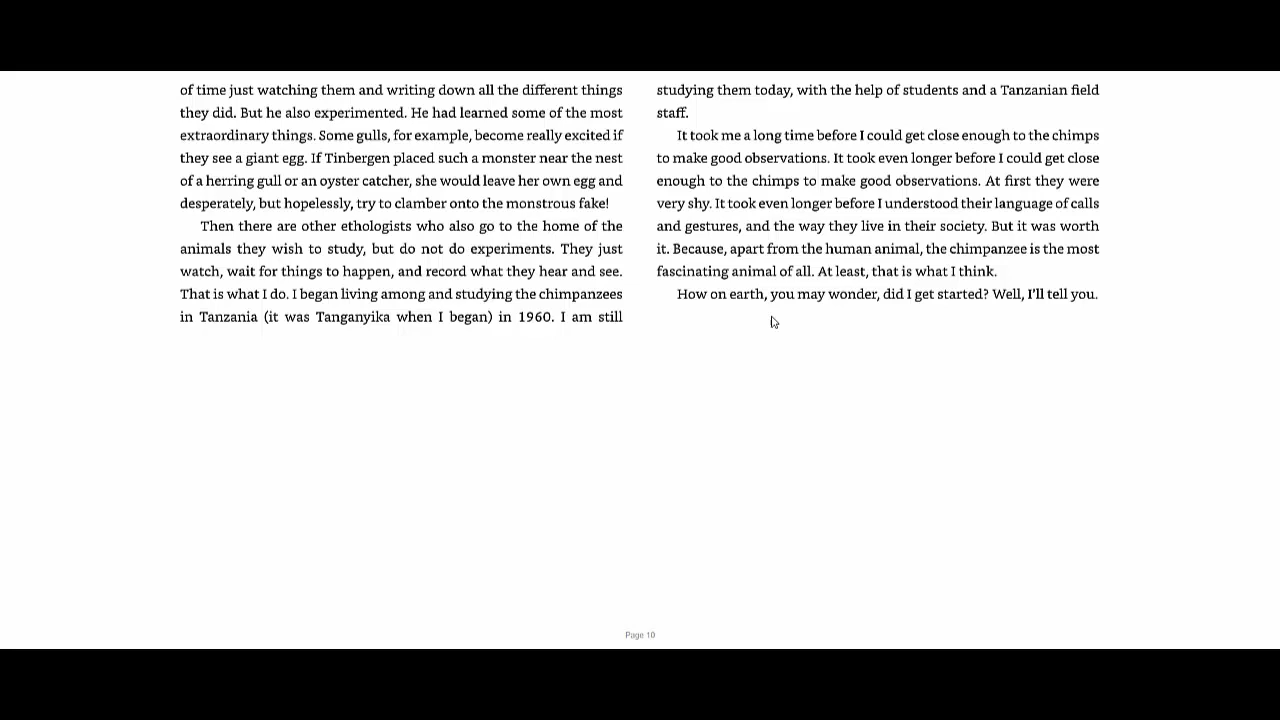 of time just watching them and writing down all the different things
they did. But he also experimented. He had learned some of the most
extraordinary things. Some gulls, for example, become really excited if
they see a giant egg. If Tinbergen placed such a monster near the nest
of a herring gull or an oyster catcher, she would leave her own egg and
desperately, but hopelessly, try to clamber onto the monstrous fake!
Then there are other ethologists who also go to the home of the
animals they wish to study, but do not do experiments. They just
watch, wait for things to happen, and record what they hear and see.
That is what I do. I began living among and studying the chimpanzees
in Tanzania (it was Tanganyika when I began) in 1960. I am still
studying them today, with the help of students and a Tanzanian field
staff.
It took me a long time before I could get close enough to the chimps
to make good observations. It took even longer before I could get close
enough to the chimps to make good observations. At first they were
very shy. It took even longer before I understood their language of calls
and gestures, and the way they live in their society. But it was worth
it. Because, apart from the human animal, the chimpanzee is the most
fascinating animal of all. At least, that is what I think.
How on earth, you may wonder, did I get started? Well, I'll tell you.
Page 10